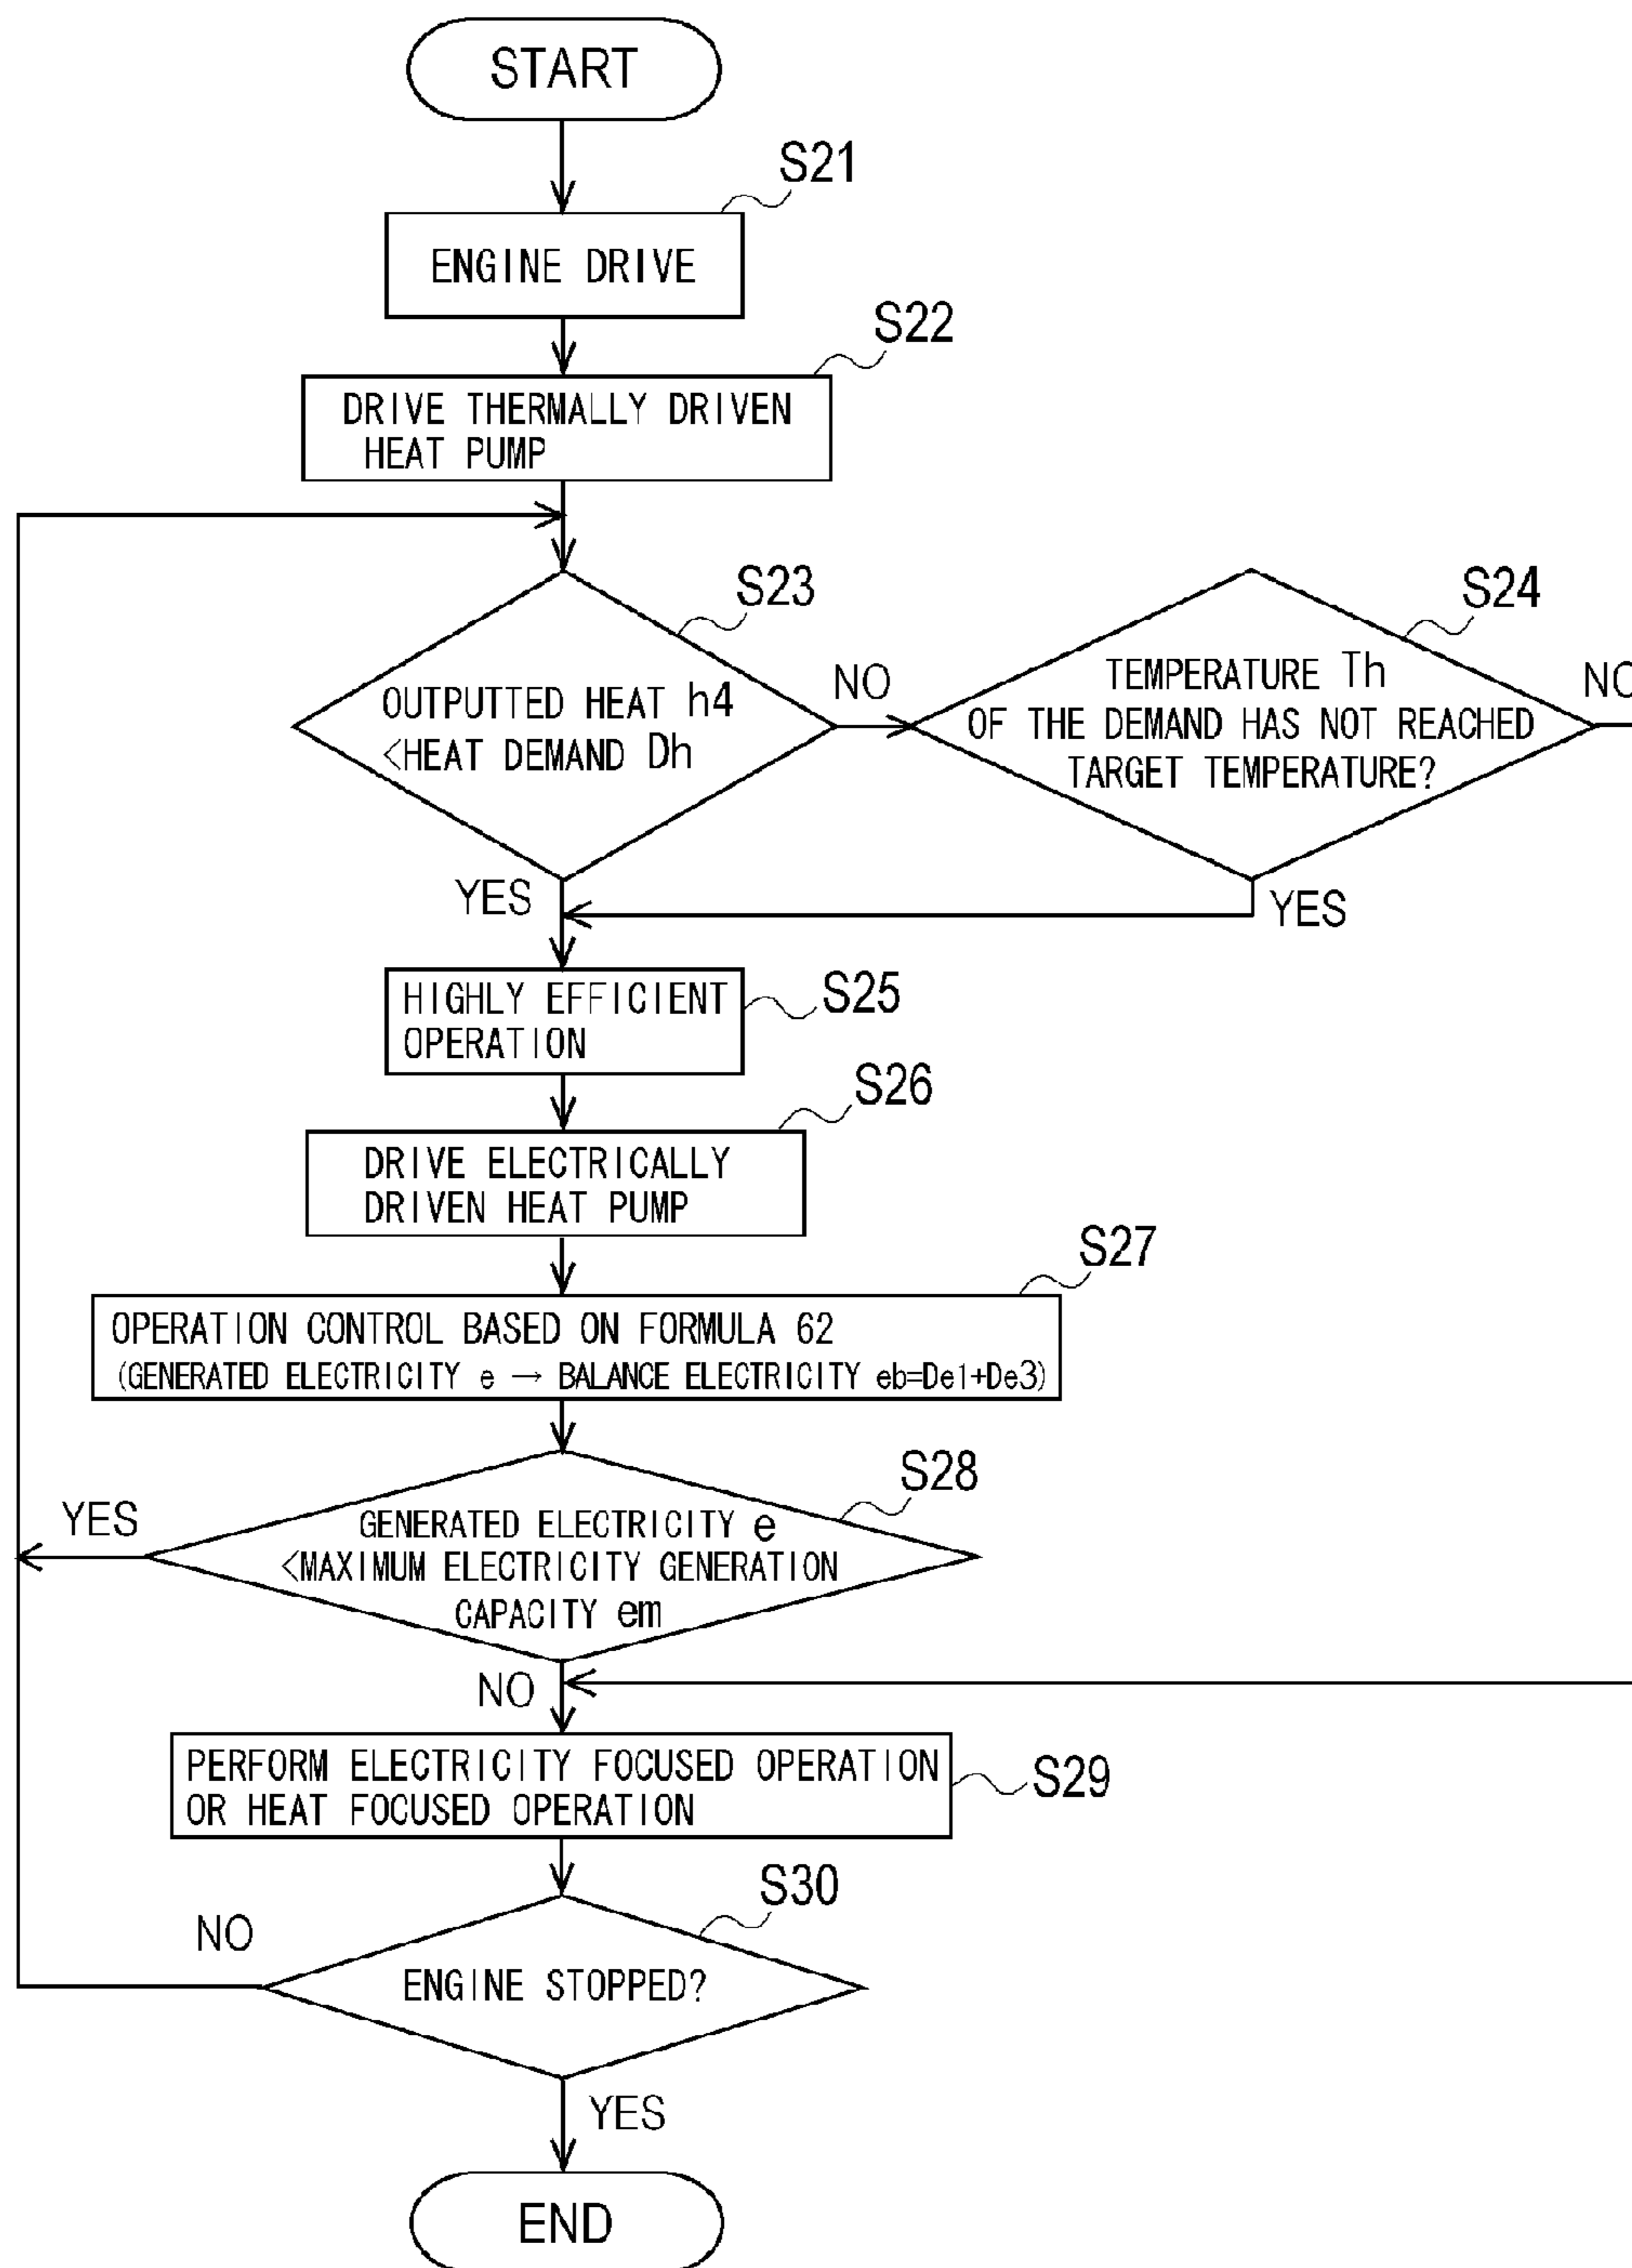 START
S21
ENGINE DRIVE
S22
DRIVE THERMALLY DRIVEN
HEAT PUMP
S23
OUTPUTTED HEAT h4
<HEAT DEMAND Dh
NO
S24
TEMPERATURE Th
OF THE DEMAND HAS NOT REACHED
TARGET TEMPERATURE?
NO
YES
YES
HIGHLY EFFICIENT
OPERATION
S25
S26
DRIVE ELECTRICALLY
DRIVEN HEAT PUMP
S27
OPERATION CONTROL BASED ON FORMULA 62
(GENERATED ELECTRICITY e → BALANCE ELECTRICITY eb=De1+De3)
S28
YES
GENERATED ELECTRICITY e
<MAXIMUM ELECTRICITY GENERATION
CAPACITY em
NO
PERFORM ELECTRICITY FOCUSED OPERATION
OR HEAT FOCUSED OPERATION
S29
S30
NO
ENGINE STOPPED?
YES
END